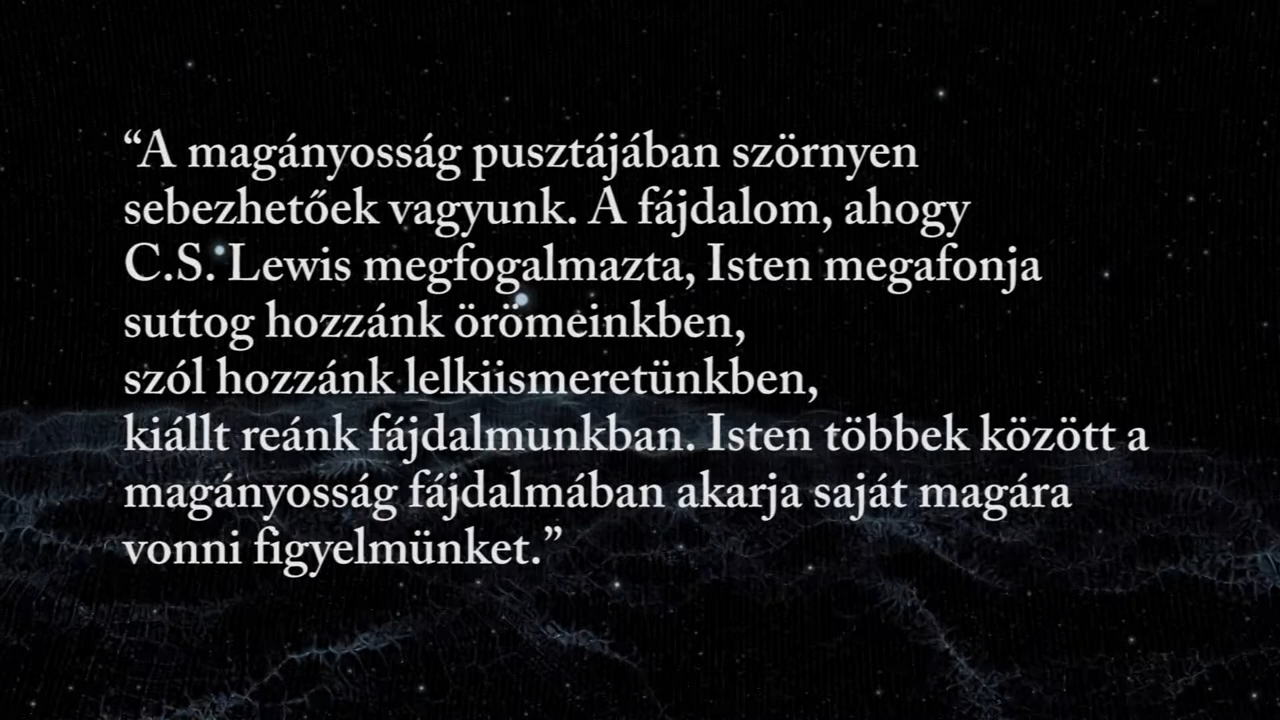 “A magányosság pusztájában szörnyen
sebezhetőek vagyunk. A fájdalom, ahogy
C.S. Lewis megfogalmazta, Isten megafonja
suttog hozzánk örömeinkben,
szól hozzánk lelkiismeretünkben,
kiállt reánk fájdalmunkban. Isten többek között a
magányosság fájdalmában akarja saját magára
vonni figyelmünket.”